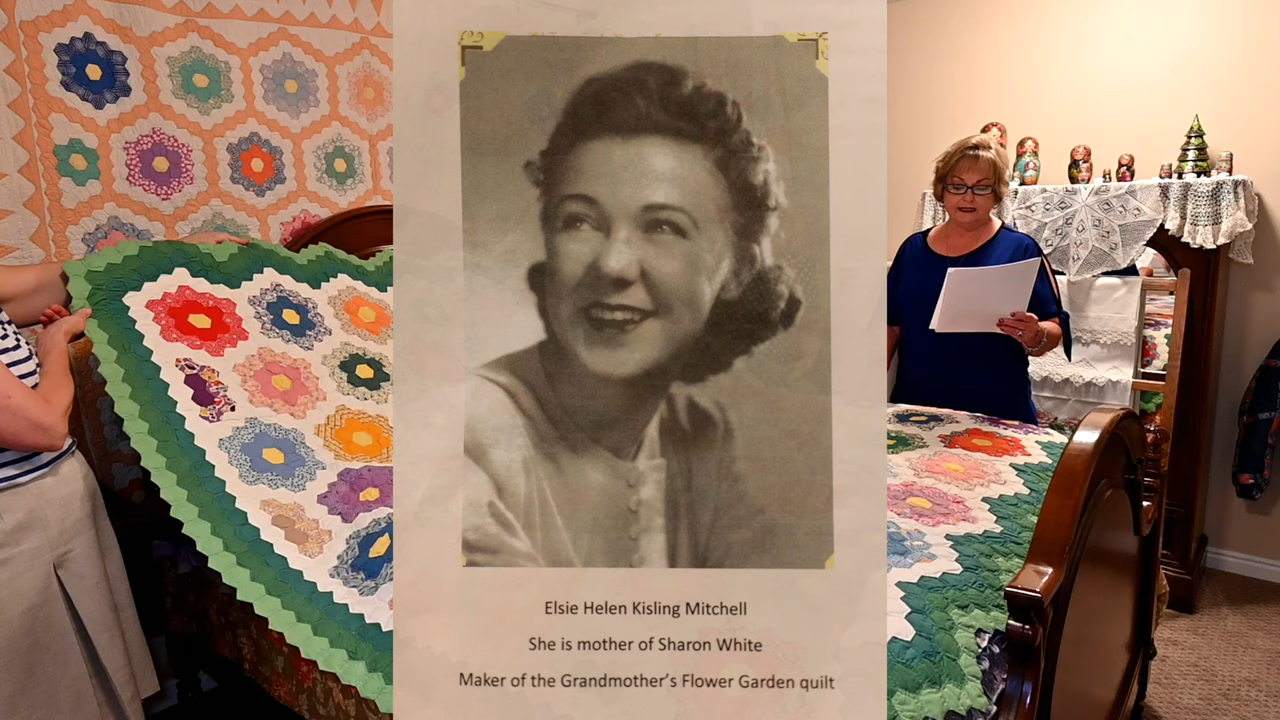 Elsie Helen Kisling Mitchell
She is mother of Sharon White
Maker of the Grandmother's Flower Garden quilt